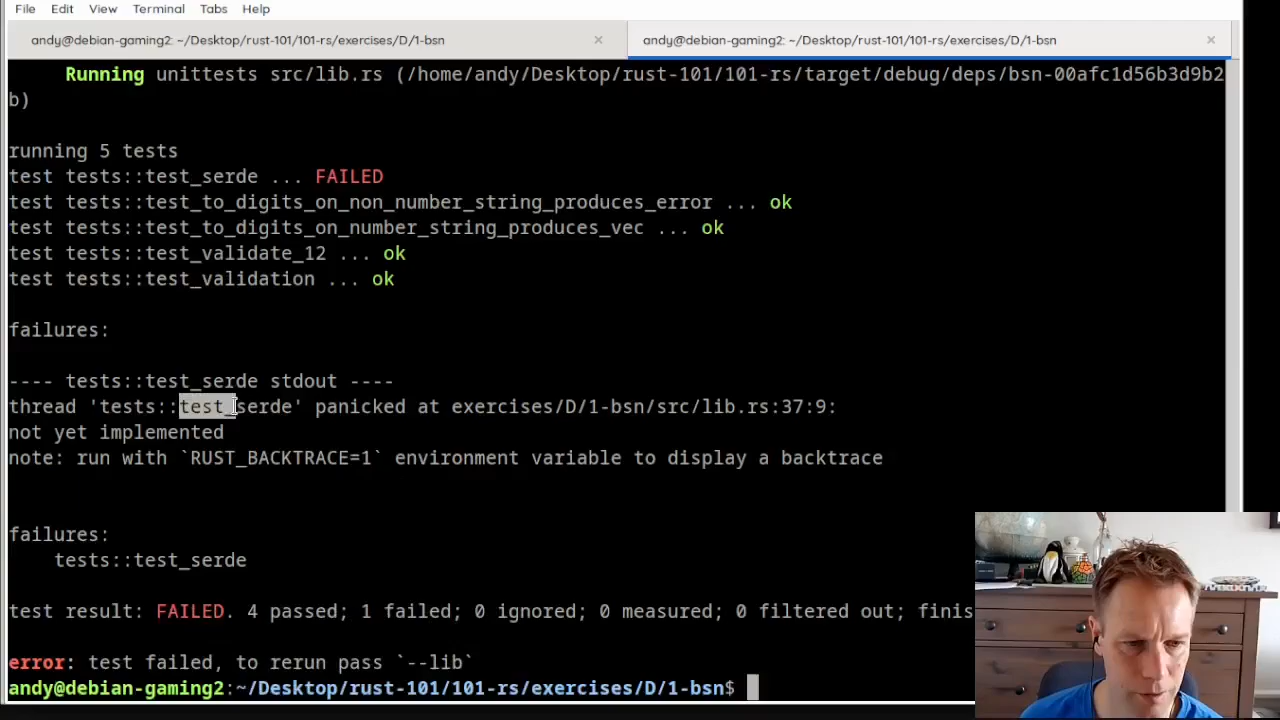 File Edit View Terminal Tabs Help
andy@debian-gaming2: ~/Desktop/rust-101/101-rs/exercises/D/1-bsn × andy@debian-gaming2: ~/Desktop/rust-101/101-rs/exercises/D/1-bsn ×
Running unittests src/lib.rs (/home/andy/Desktop/rust-101/101-rs/target/debug/deps/bsn-00afc1d56b3d9b2
b)
running 5 tests
test tests::test_serde ... FAILED
test tests::test_to_digits_on_non_number_string_produces_error ... ok
test tests::test_to_digits_on_number_string_produces_vec ... ok
test tests::test_validate_12 ... ok
test tests::test_validation ... ok
failures:
---- tests::test_serde stdout ----
thread 'tests::test_serde' panicked at exercises/D/1-bsn/src/lib.rs:37:9:
not yet implemented
note: run with `RUST_BACKTRACE=1` environment variable to display a backtrace
failures:
tests::test_serde
test result: FAILED. 4 passed; 1 failed; 0 ignored; 0 measured; 0 filtered out; finis
error: test failed, to rerun pass `--lib`
andy@debian-gaming2:~/Desktop/rust-101/101-rs/exercises/D/1-bsn$